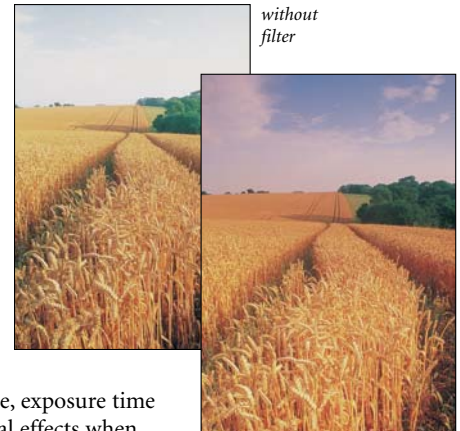 without
filter
e, exposure time
al effects when